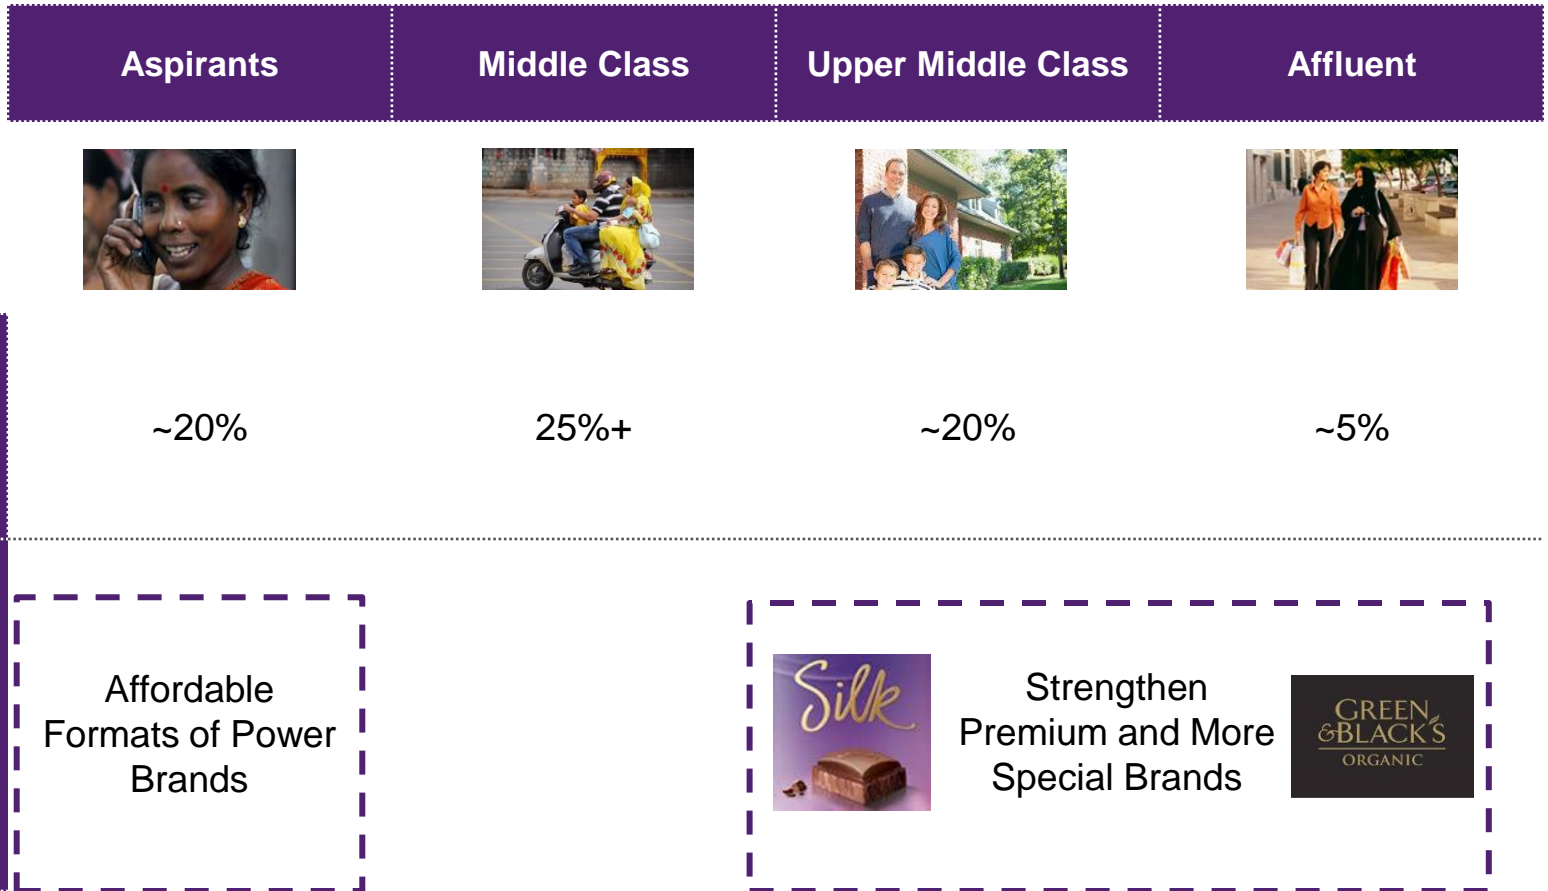 Aspirants
Middle Class
Upper Middle Class
Affluent
~20%
25%+
~20%
~5%
Affordable
Formats of Power
Brands
Silk
Strengthen
Premium and More
Special Brands
GREEN
&BLACK'S
ORGANIC